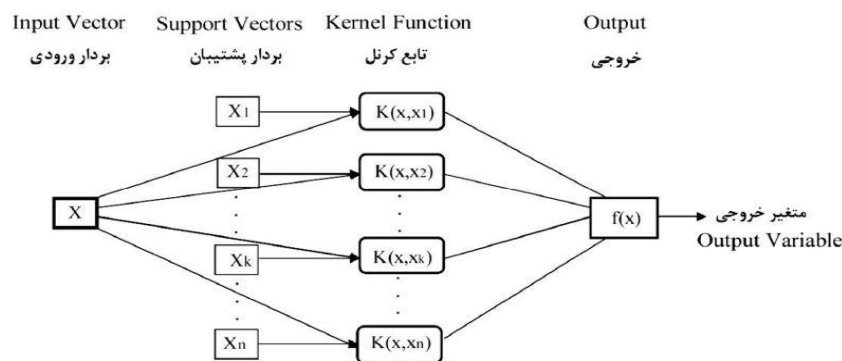 Input Vector Support Vectors Kernel Function Output
بردار ورودی بردار پشتیبان تابع کرنل خروجی
X1 K(x,x1)
X2 K(x,x2)
X f(x) متغیر خروجی
Output Variable
Xk K(x,xk)
Xn K(x,xn)